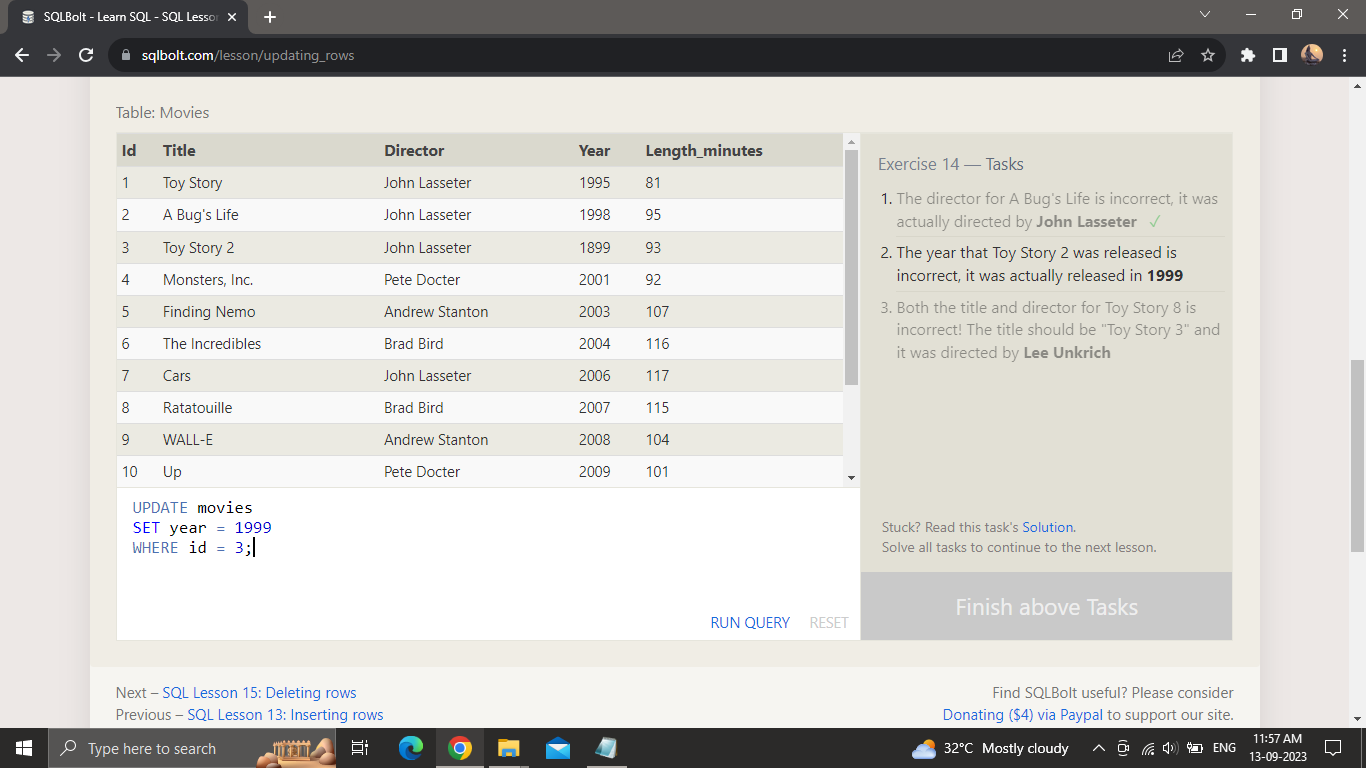 SQLBolt - Learn SQL - SQL Lesson
sqlbolt.com/lesson/updating_rows
Table: Movies
Id Title Director Year Length_minutes
1 Toy Story John Lasseter 1995 81
2 A Bug's Life John Lasseter 1998 95
3 Toy Story 2 John Lasseter 1899 93
4 Monsters, Inc. Pete Docter 2001 92
5 Finding Nemo Andrew Stanton 2003 107
6 The Incredibles Brad Bird 2004 116
7 Cars John Lasseter 2006 117
8 Ratatouille Brad Bird 2007 115
9 WALL-E Andrew Stanton 2008 104
10 Up Pete Docter 2009 101
UPDATE movies
SET year = 1999
WHERE id = 3;
RUN QUERY RESET
Exercise 14 — Tasks
1. The director for A Bug's Life is incorrect, it was
actually directed by John Lasseter ✓
2. The year that Toy Story 2 was released is
incorrect, it was actually released in 1999
3. Both the title and director for Toy Story 8 is
incorrect! The title should be "Toy Story 3" and
it was directed by Lee Unkrich
Stuck? Read this task's Solution.
Solve all tasks to continue to the next lesson.
Finish above Tasks
Next – SQL Lesson 15: Deleting rows
Previous – SQL Lesson 13: Inserting rows
Find SQLBolt useful? Please consider
Donating ($4) via Paypal to support our site.
Type here to search
32°C Mostly cloudy
ENG
11:57 AM
13-09-2023